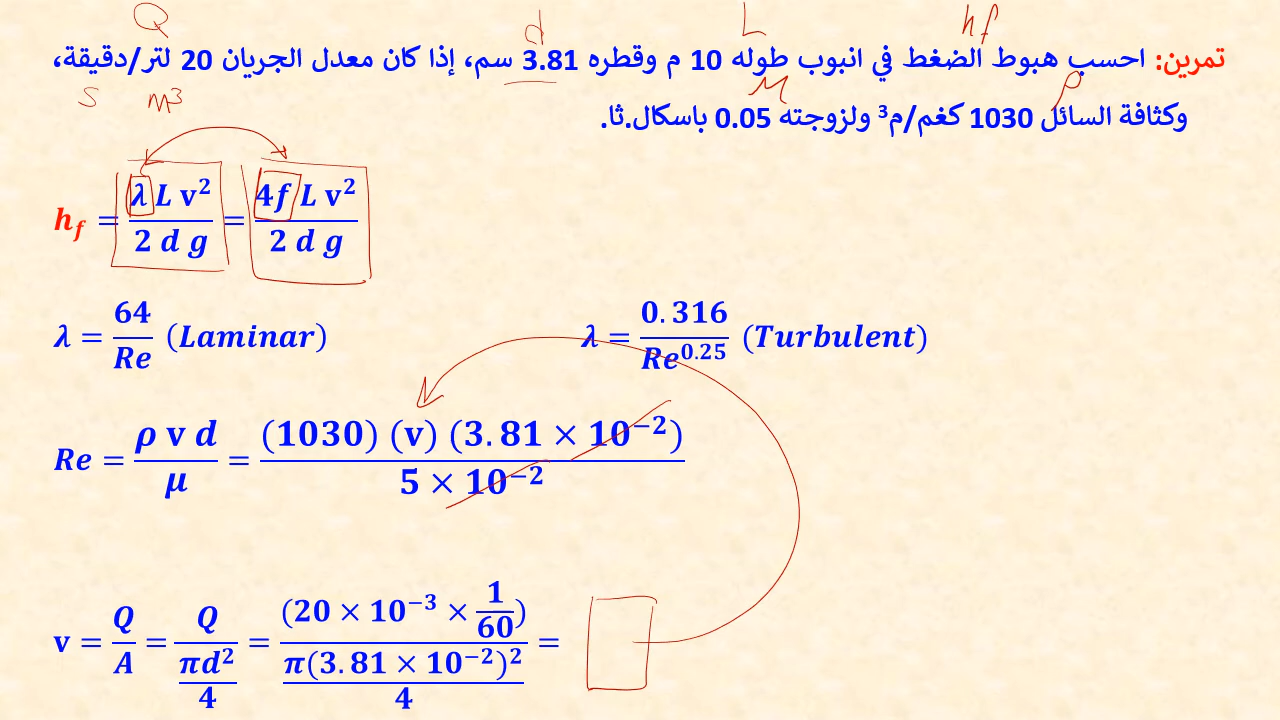 Q d L hf
تمرين: احسب هبوط الضغط في انبوب طوله 10 م وقطره 3.81 سم، إذا كان معدل الجريان 20 لتر/دقيقة،
s m³ μ ρ
وكثافة السائل 1030 كغم/م³ ولزوجته 0.05 باسكال.ثا.
h_f = (λ L v²)/(2 d g) = (4f L v²)/(2 d g)
λ = 64/Re (Laminar) λ = 0.316/Re^0.25 (Turbulent)
Re = (ρ v d)/μ = ((1030) (v) (3.81 × 10⁻²))/(5 × 10⁻²)
v = Q/A = Q/(πd²/4) = (20 × 10⁻³ × 1/60)/(π(3.81 × 10⁻²)²/4) =